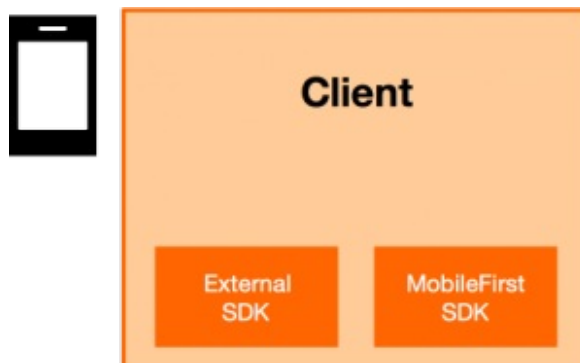 Client
External
SDK
MobileFirst
SDK